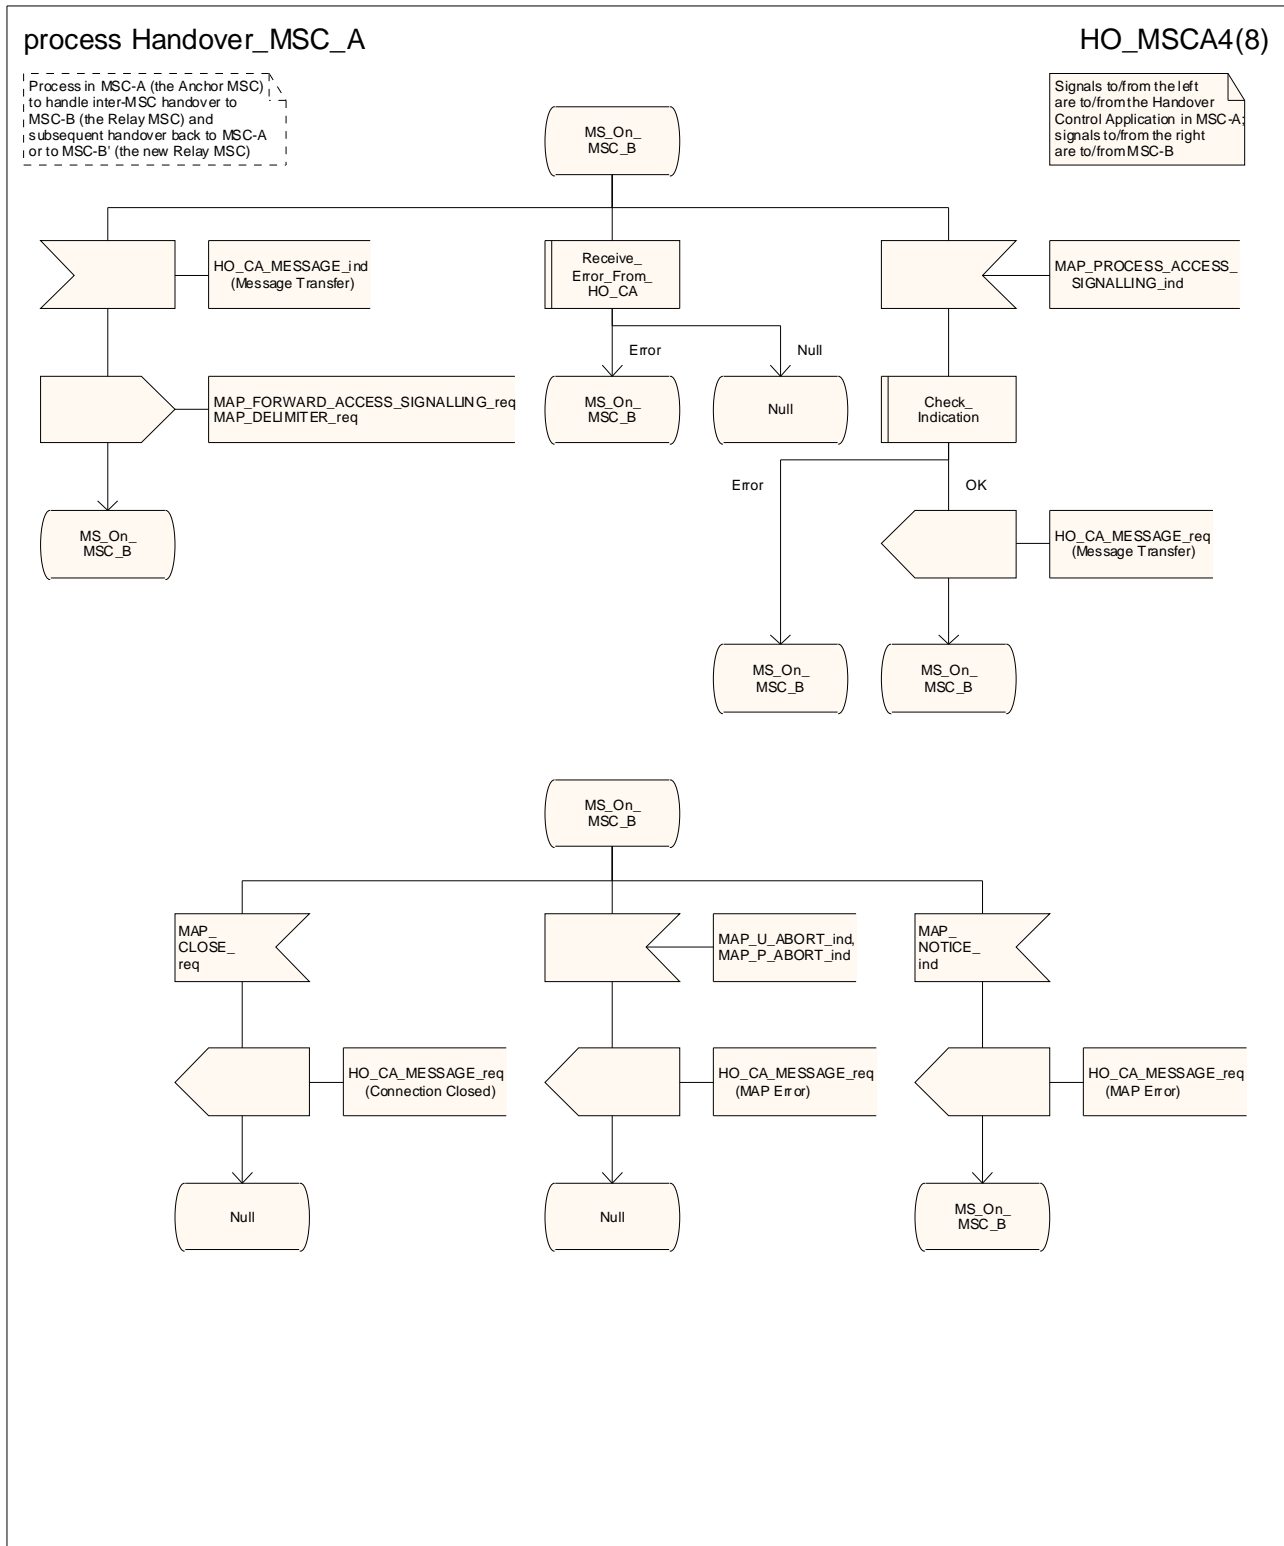 process Handover_MSC_A
HO_MSCA4(8)
Process in MSC-A (the Anchor MSC)
to handle inter-MSC handover to
MSC-B (the Relay MSC) and
subsequent handover back to MSC-A
or to MSC-B' (the new Relay MSC)
Signals to/from the left
are to/from the Handover
Control Application in MSC-A;
signals to/from the right
are to/from MSC-B
MS_On_
MSC_B
HO_CA_MESSAGE_ind
(Message Transfer)
Receive_
Error_From_
HO_CA
MAP_PROCESS_ACCESS_
SIGNALLING_ind
Error
Null
MAP_FORWARD_ACCESS_SIGNALLING_req
MAP_DELIMITER_req
MS_On_
MSC_B
Null
Check_
Indication
Error
OK
MS_On_
MSC_B
HO_CA_MESSAGE_req
(Message Transfer)
MS_On_
MSC_B
MS_On_
MSC_B
MS_On_
MSC_B
MAP_
CLOSE_
req
MAP_U_ABORT_ind,
MAP_P_ABORT_ind
MAP_
NOTICE_
ind
HO_CA_MESSAGE_req
(Connection Closed)
HO_CA_MESSAGE_req
(MAP Error)
HO_CA_MESSAGE_req
(MAP Error)
Null
Null
MS_On_
MSC_B